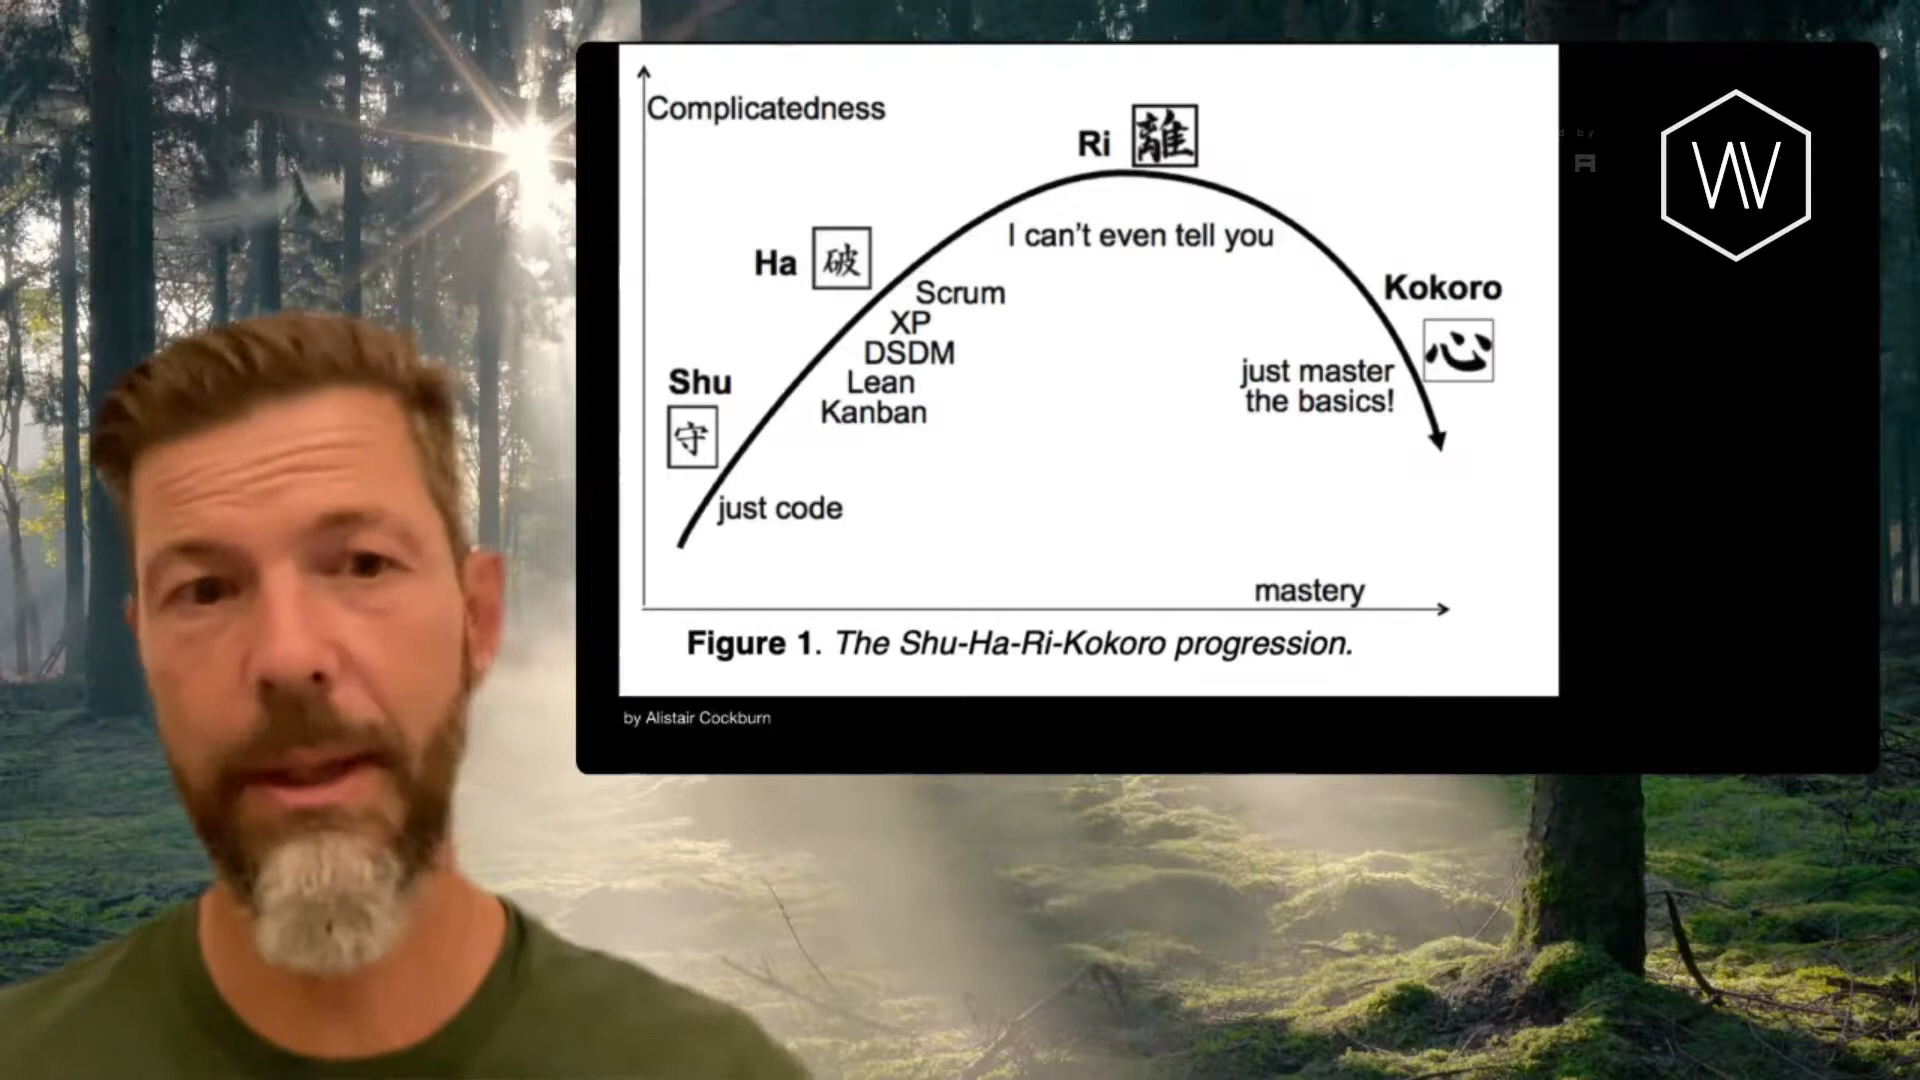 Complicatedness
Ri 離
I can't even tell you
Ha 破
Scrum
XP
DSDM
Lean
Kanban
Kokoro
心
just master
the basics!
Shu
守
just code
mastery
Figure 1. The Shu-Ha-Ri-Kokoro progression.
by Alistair Cockburn
d by
A
W